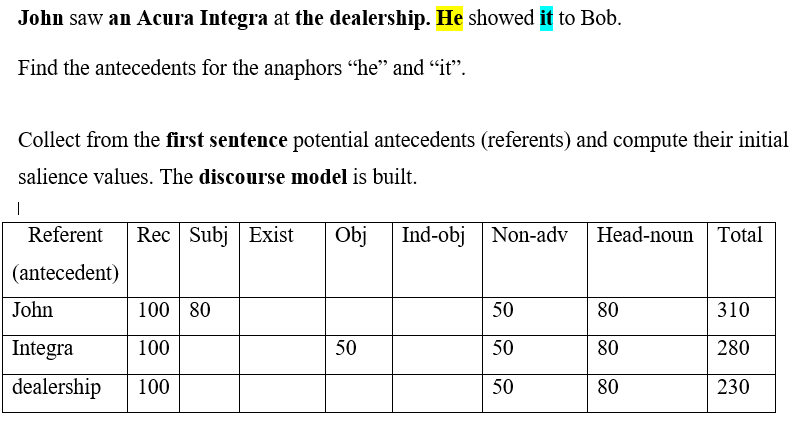 John saw an Acura Integra at the dealership. He showed it to Bob.
Find the antecedents for the anaphors “he” and “it”.
Collect from the first sentence potential antecedents (referents) and compute their initial
salience values. The discourse model is built.
Referent (antecedent) Rec Subj Exist Obj Ind-obj Non-adv Head-noun Total
John 100 80 50 80 310
Integra 100 50 50 80 280
dealership 100 50 80 230